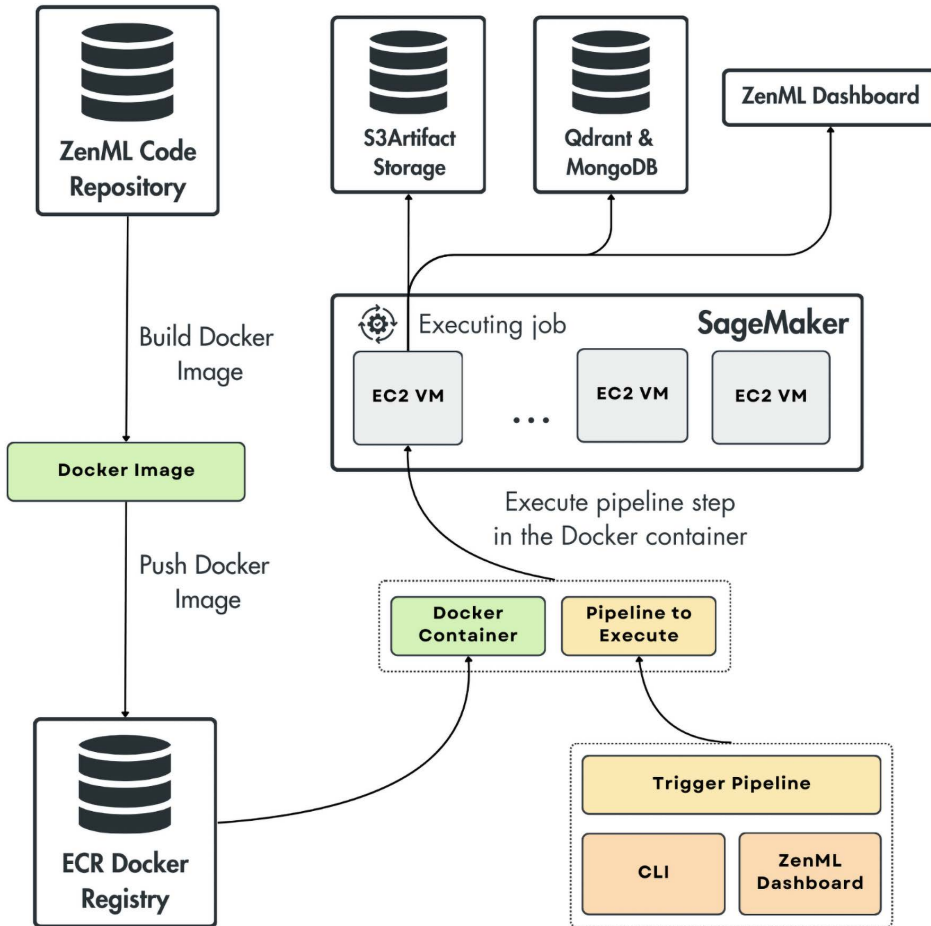 ZenML Code
Repository
S3Artifact
Storage
Qdrant &
MongoDB
ZenML Dashboard
Build Docker
Image
Executing job
SageMaker
EC2 VM
...
EC2 VM
EC2 VM
Docker Image
Execute pipeline step
in the Docker container
Push Docker
Image
Docker
Container
Pipeline to
Execute
ECR Docker
Registry
Trigger Pipeline
CLI
ZenML
Dashboard